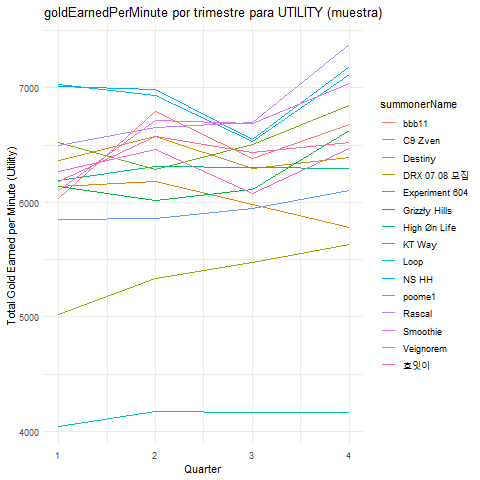 goldEarnedPerMinute por trimestre para UTILITY (muestra)
Total Gold Earned per Minute (Utility)
7000
6000
5000
4000
1 2 3 4
Quarter
summonerName
bbb11
C9 Zven
Destiny
DRX 07 08 모집
Experiment 604
Grizzły Hills
High Øn Life
KT Way
Loop
NS HH
poome1
Rascal
Smoothie
Veignorem
효잇이